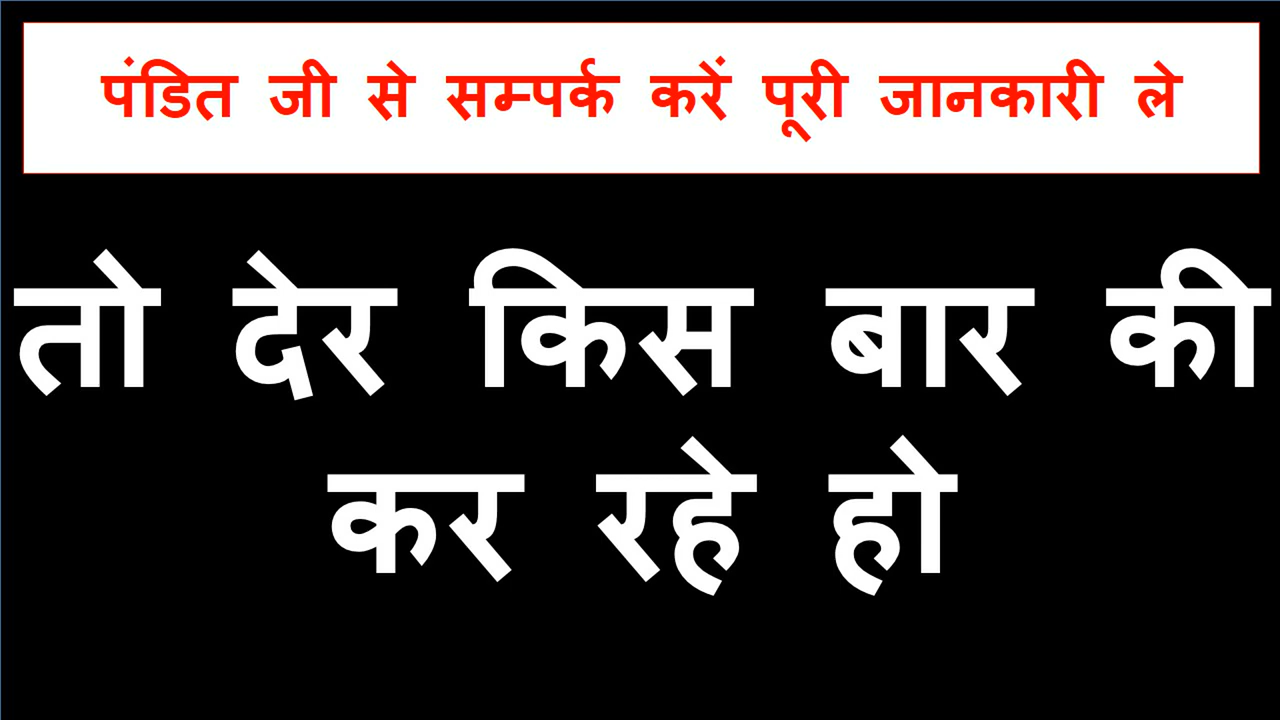 पंडित जी से सम्पर्क करें पूरी जानकारी ले
तो देर किस बार की
कर रहे हो